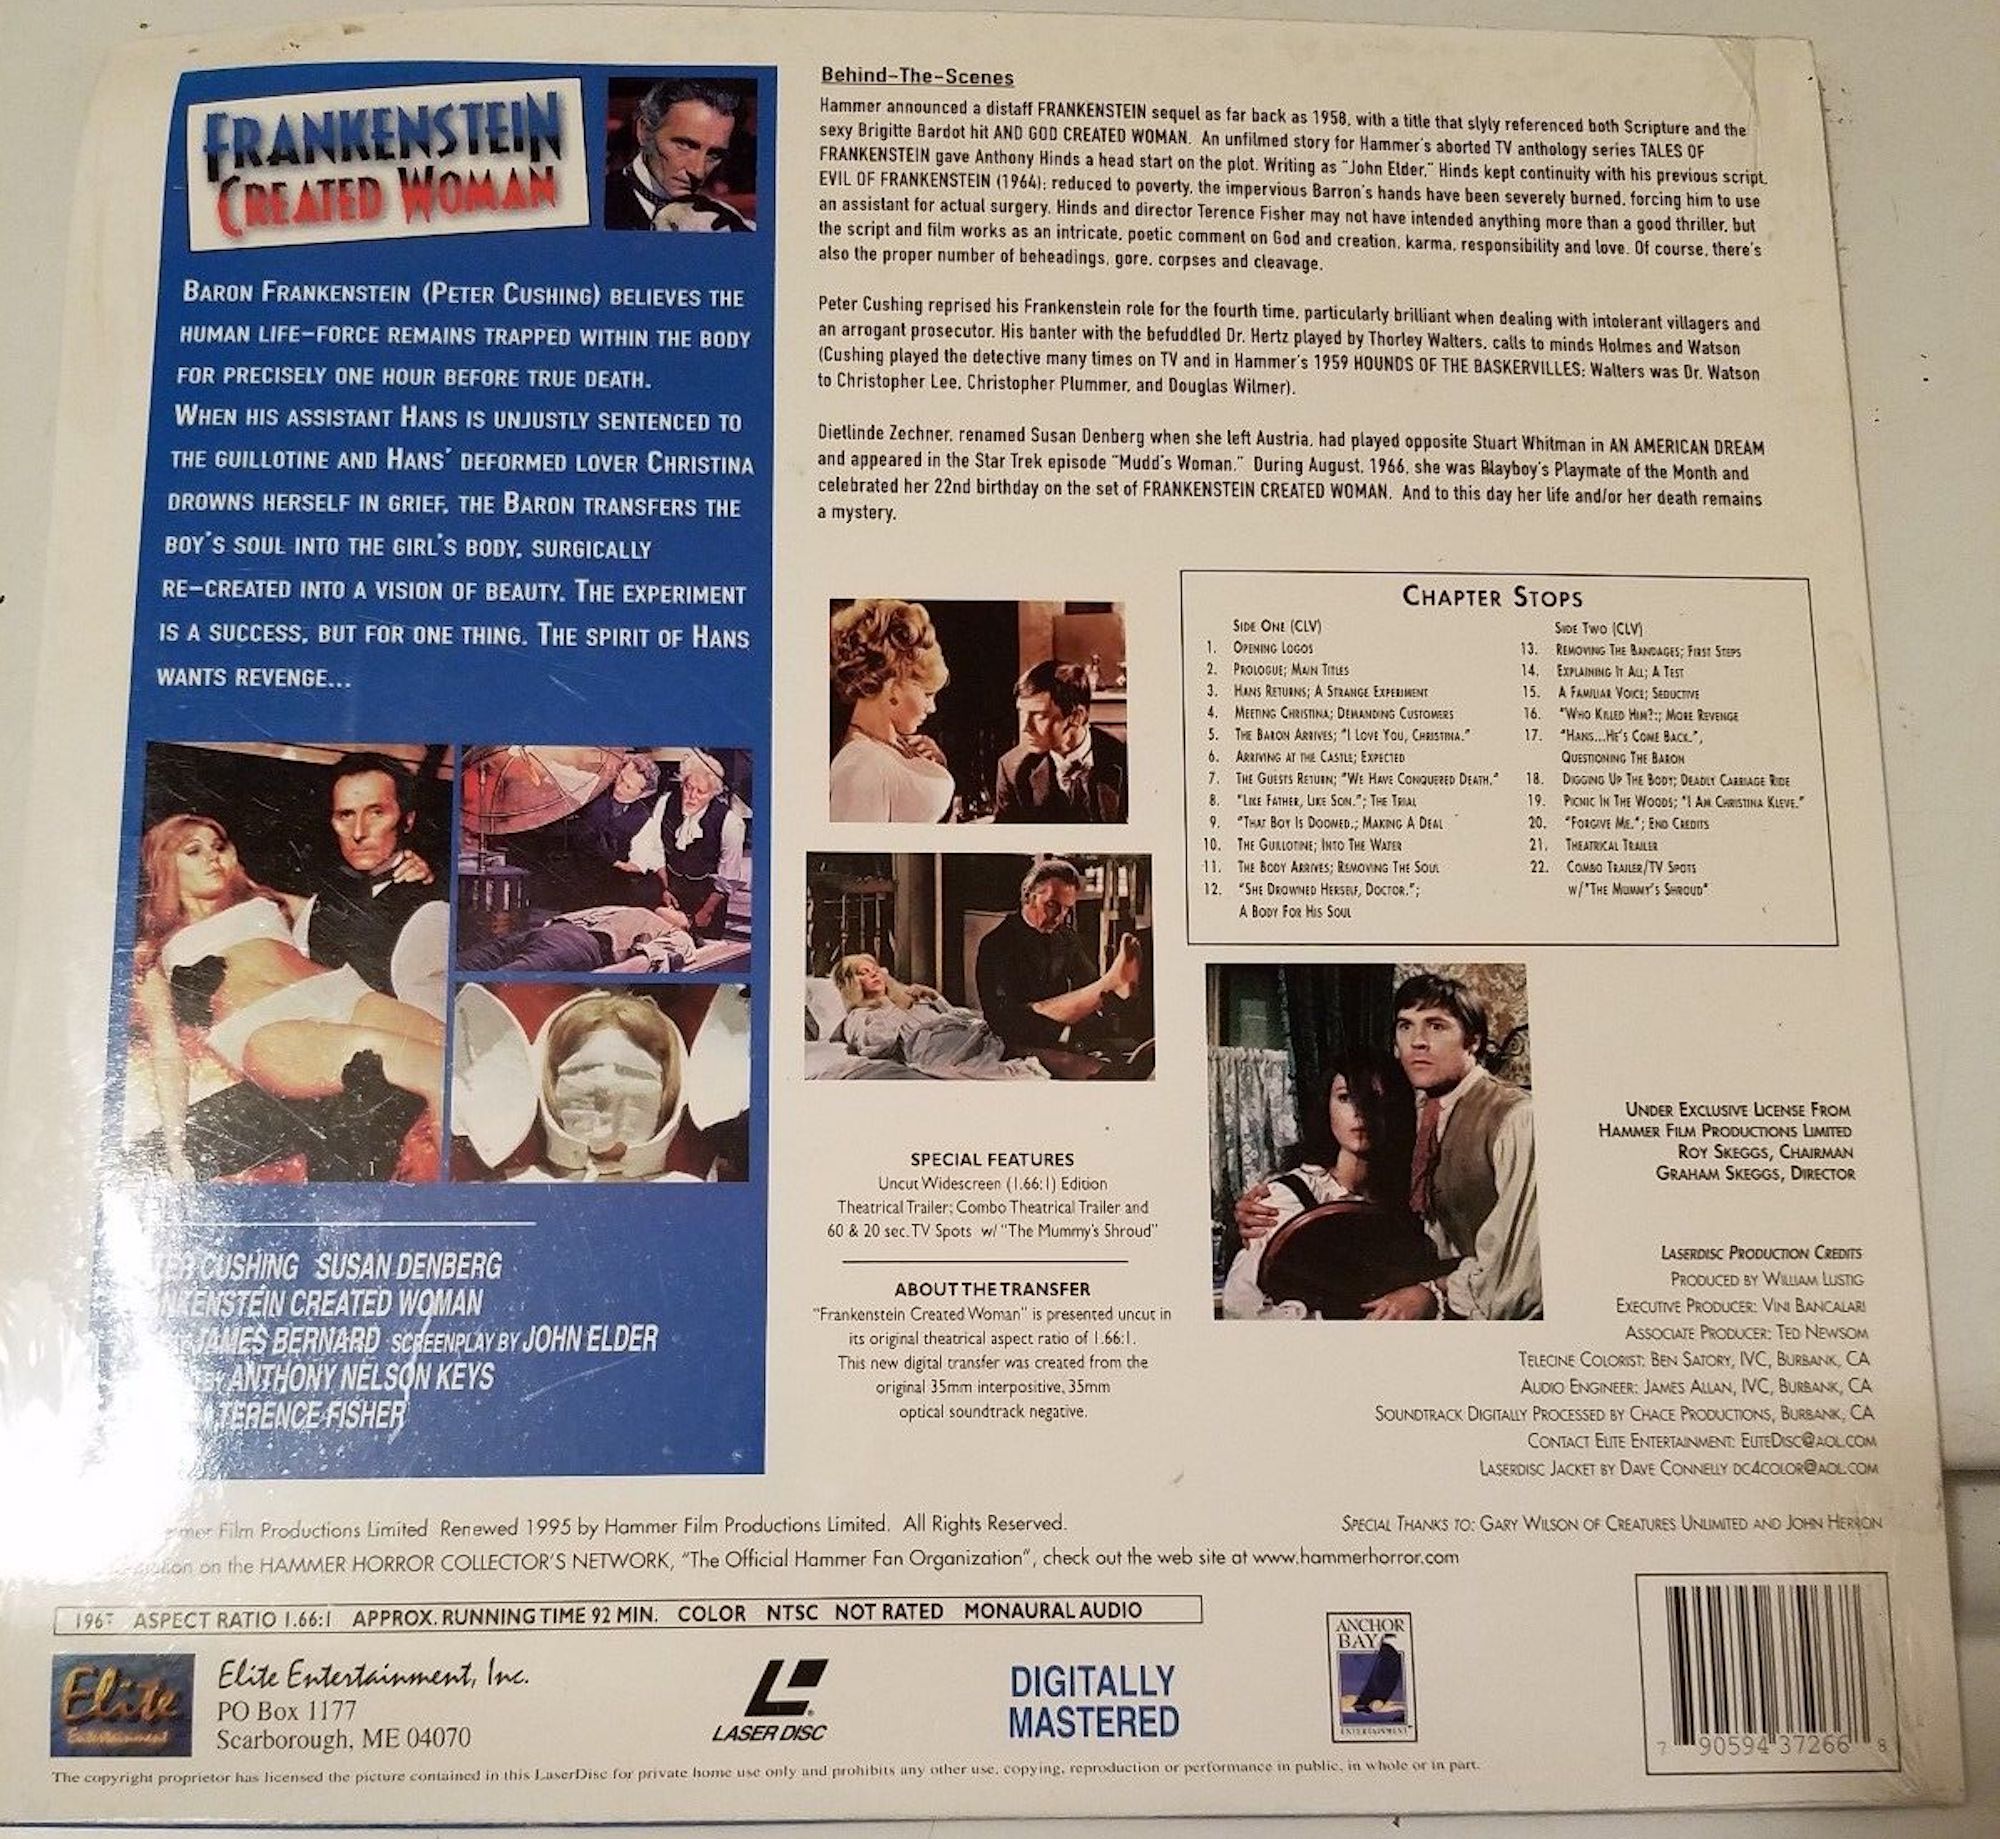 FRANKENSTEIN
CREATED WOMAN
BARON FRANKENSTEIN (PETER CUSHING) BELIEVES THE
HUMAN LIFE-FORCE REMAINS TRAPPED WITHIN THE BODY
FOR PRECISELY ONE HOUR BEFORE TRUE DEATH.
WHEN HIS ASSISTANT HANS IS UNJUSTLY SENTENCED TO
THE GUILLOTINE AND HANS' DEFORMED LOVER CHRISTINA
DROWNS HERSELF IN GRIEF, THE BARON TRANSFERS THE
BOY'S SOUL INTO THE GIRL'S BODY, SURGICALLY
RE-CREATED INTO A VISION OF BEAUTY. THE EXPERIMENT
IS A SUCCESS, BUT FOR ONE THING. THE SPIRIT OF HANS
WANTS REVENGE...
CUSHING SUSAN DENBERG
CREATED WOMAN
JAMES BERNARD SCREENPLAY BY JOHN ELDER
BY ANTHONY NELSON KEYS
TERENCE FISHER
Behind-The-Scenes
Hammer announced a distaff FRANKENSTEIN sequel as far back as 1958, with a title that slyly referenced both Scripture and the
sexy Brigitte Bardot hit AND GOD CREATED WOMAN. An unfilmed story for Hammer's aborted TV anthology series TALES OF
FRANKENSTEIN gave Anthony Hinds a head start on the plot. Writing as "John Elder," Hinds kept continuity with his previous script,
EVIL OF FRANKENSTEIN (1964); reduced to poverty, the impervious Barron's hands have been severely burned, forcing him to use
an assistant for actual surgery. Hinds and director Terence Fisher may not have intended anything more than a good thriller, but
the script and film works as an intricate, poetic comment on God and creation, karma, responsibility and love. Of course, there's
also the proper number of beheadings, gore, corpses and cleavage.
Peter Cushing reprised his Frankenstein role for the fourth time, particularly brilliant when dealing with intolerant villagers and
an arrogant prosecutor. His banter with the befuddled Dr. Hertz played by Thorley Walters, calls to minds Holmes and Watson
(Cushing played the detective many times on TV and in Hammer's 1959 HOUNDS OF THE BASKERVILLES; Walters was Dr. Watson
to Christopher Lee, Christopher Plummer, and Douglas Wilmer).
Dietlinde Zechner, renamed Susan Denberg when she left Austria, had played opposite Stuart Whitman in AN AMERICAN DREAM
and appeared in the Star Trek episode "Mudd's Woman." During August, 1966, she was Playboy's Playmate of the Month and
celebrated her 22nd birthday on the set of FRANKENSTEIN CREATED WOMAN. And to this day her life and/or her death remains
a mystery.
CHAPTER STOPS
SIDE ONE (CLV)
1. OPENING LOGOS
2. PROLOGUE; MAIN TITLES
3. HANS RETURNS; A STRANGE EXPERIMENT
4. MEETING CHRISTINA; DEMANDING CUSTOMERS
5. THE BARON ARRIVES; "I LOVE YOU, CHRISTINA."
6. ARRIVING AT THE CASTLE; EXPECTED
7. THE GUESTS RETURN; "WE HAVE CONQUERED DEATH."
8. "LIKE FATHER, LIKE SON."; THE TRIAL
9. "THAT BOY IS DOOMED.; MAKING A DEAL
10. THE GUILLOTINE; INTO THE WATER
11. THE BODY ARRIVES; REMOVING THE SOUL
12. "SHE DROWNED HERSELF, DOCTOR.";
A BODY FOR HIS SOUL
SIDE TWO (CLV)
13. REMOVING THE BANDAGES; FIRST STEPS
14. EXPLAINING IT ALL; A TEST
15. A FAMILIAR VOICE; SEDUCTIVE
16. "WHO KILLED HIM?:; MORE REVENGE
17. "HANS...HE'S COME BACK.",
QUESTIONING THE BARON
18. DIGGING UP THE BODY; DEADLY CARRIAGE RIDE
19. PICNIC IN THE WOODS; "I AM CHRISTINA KLEVE."
20. "FORGIVE ME."; END CREDITS
21. THEATRICAL TRAILER
22. COMBO TRAILER/TV SPOTS
W/"THE MUMMY'S SHROUD"
SPECIAL FEATURES
Uncut Widescreen (1.66:1) Edition
Theatrical Trailer; Combo Theatrical Trailer and
60 & 20 sec. TV Spots w/ "The Mummy's Shroud"
ABOUT THE TRANSFER
"Frankenstein Created Woman" is presented uncut in
its original theatrical aspect ratio of 1.66:1.
This new digital transfer was created from the
original 35mm interpositive, 35mm
optical soundtrack negative.
UNDER EXCLUSIVE LICENSE FROM
HAMMER FILM PRODUCTIONS LIMITED
ROY SKEGGS, CHAIRMAN
GRAHAM SKEGGS, DIRECTOR
LASERDISC PRODUCTION CREDITS
PRODUCED BY WILLIAM LUSTIG
EXECUTIVE PRODUCER: VINI BANCALARI
ASSOCIATE PRODUCER: TED NEWSOM
TELECINE COLORIST: BEN SATORY, IVC, BURBANK, CA
AUDIO ENGINEER: JAMES ALLAN, IVC, BURBANK, CA
SOUNDTRACK DIGITALLY PROCESSED BY CHACE PRODUCTIONS, BURBANK, CA
CONTACT ELITE ENTERTAINMENT: ELITEDISC@AOL.COM
LASERDISC JACKET BY DAVE CONNELLY DC4COLOR@AOL.COM
SPECIAL THANKS TO: GARY WILSON OF CREATURES UNLIMITED AND JOHN HERRON
Film Productions Limited Renewed 1995 by Hammer Film Productions Limited. All Rights Reserved.
on the HAMMER HORROR COLLECTOR'S NETWORK, "The Official Hammer Fan Organization", check out the web site at www.hammerhorror.com
1967 ASPECT RATIO 1.66:1 APPROX. RUNNING TIME 92 MIN. COLOR NTSC NOT RATED MONAURAL AUDIO
Elite
Entertainment
Elite Entertainment, Inc.
PO Box 1177
Scarborough, ME 04070
LASER DISC
DIGITALLY
MASTERED
ANCHOR
BAY
ENTERTAINMENT
7 90594 37266 8
The copyright proprietor has licensed the picture contained in this LaserDisc for private home use only and prohibits any other use, copying, reproduction or performance in public, in whole or in part.